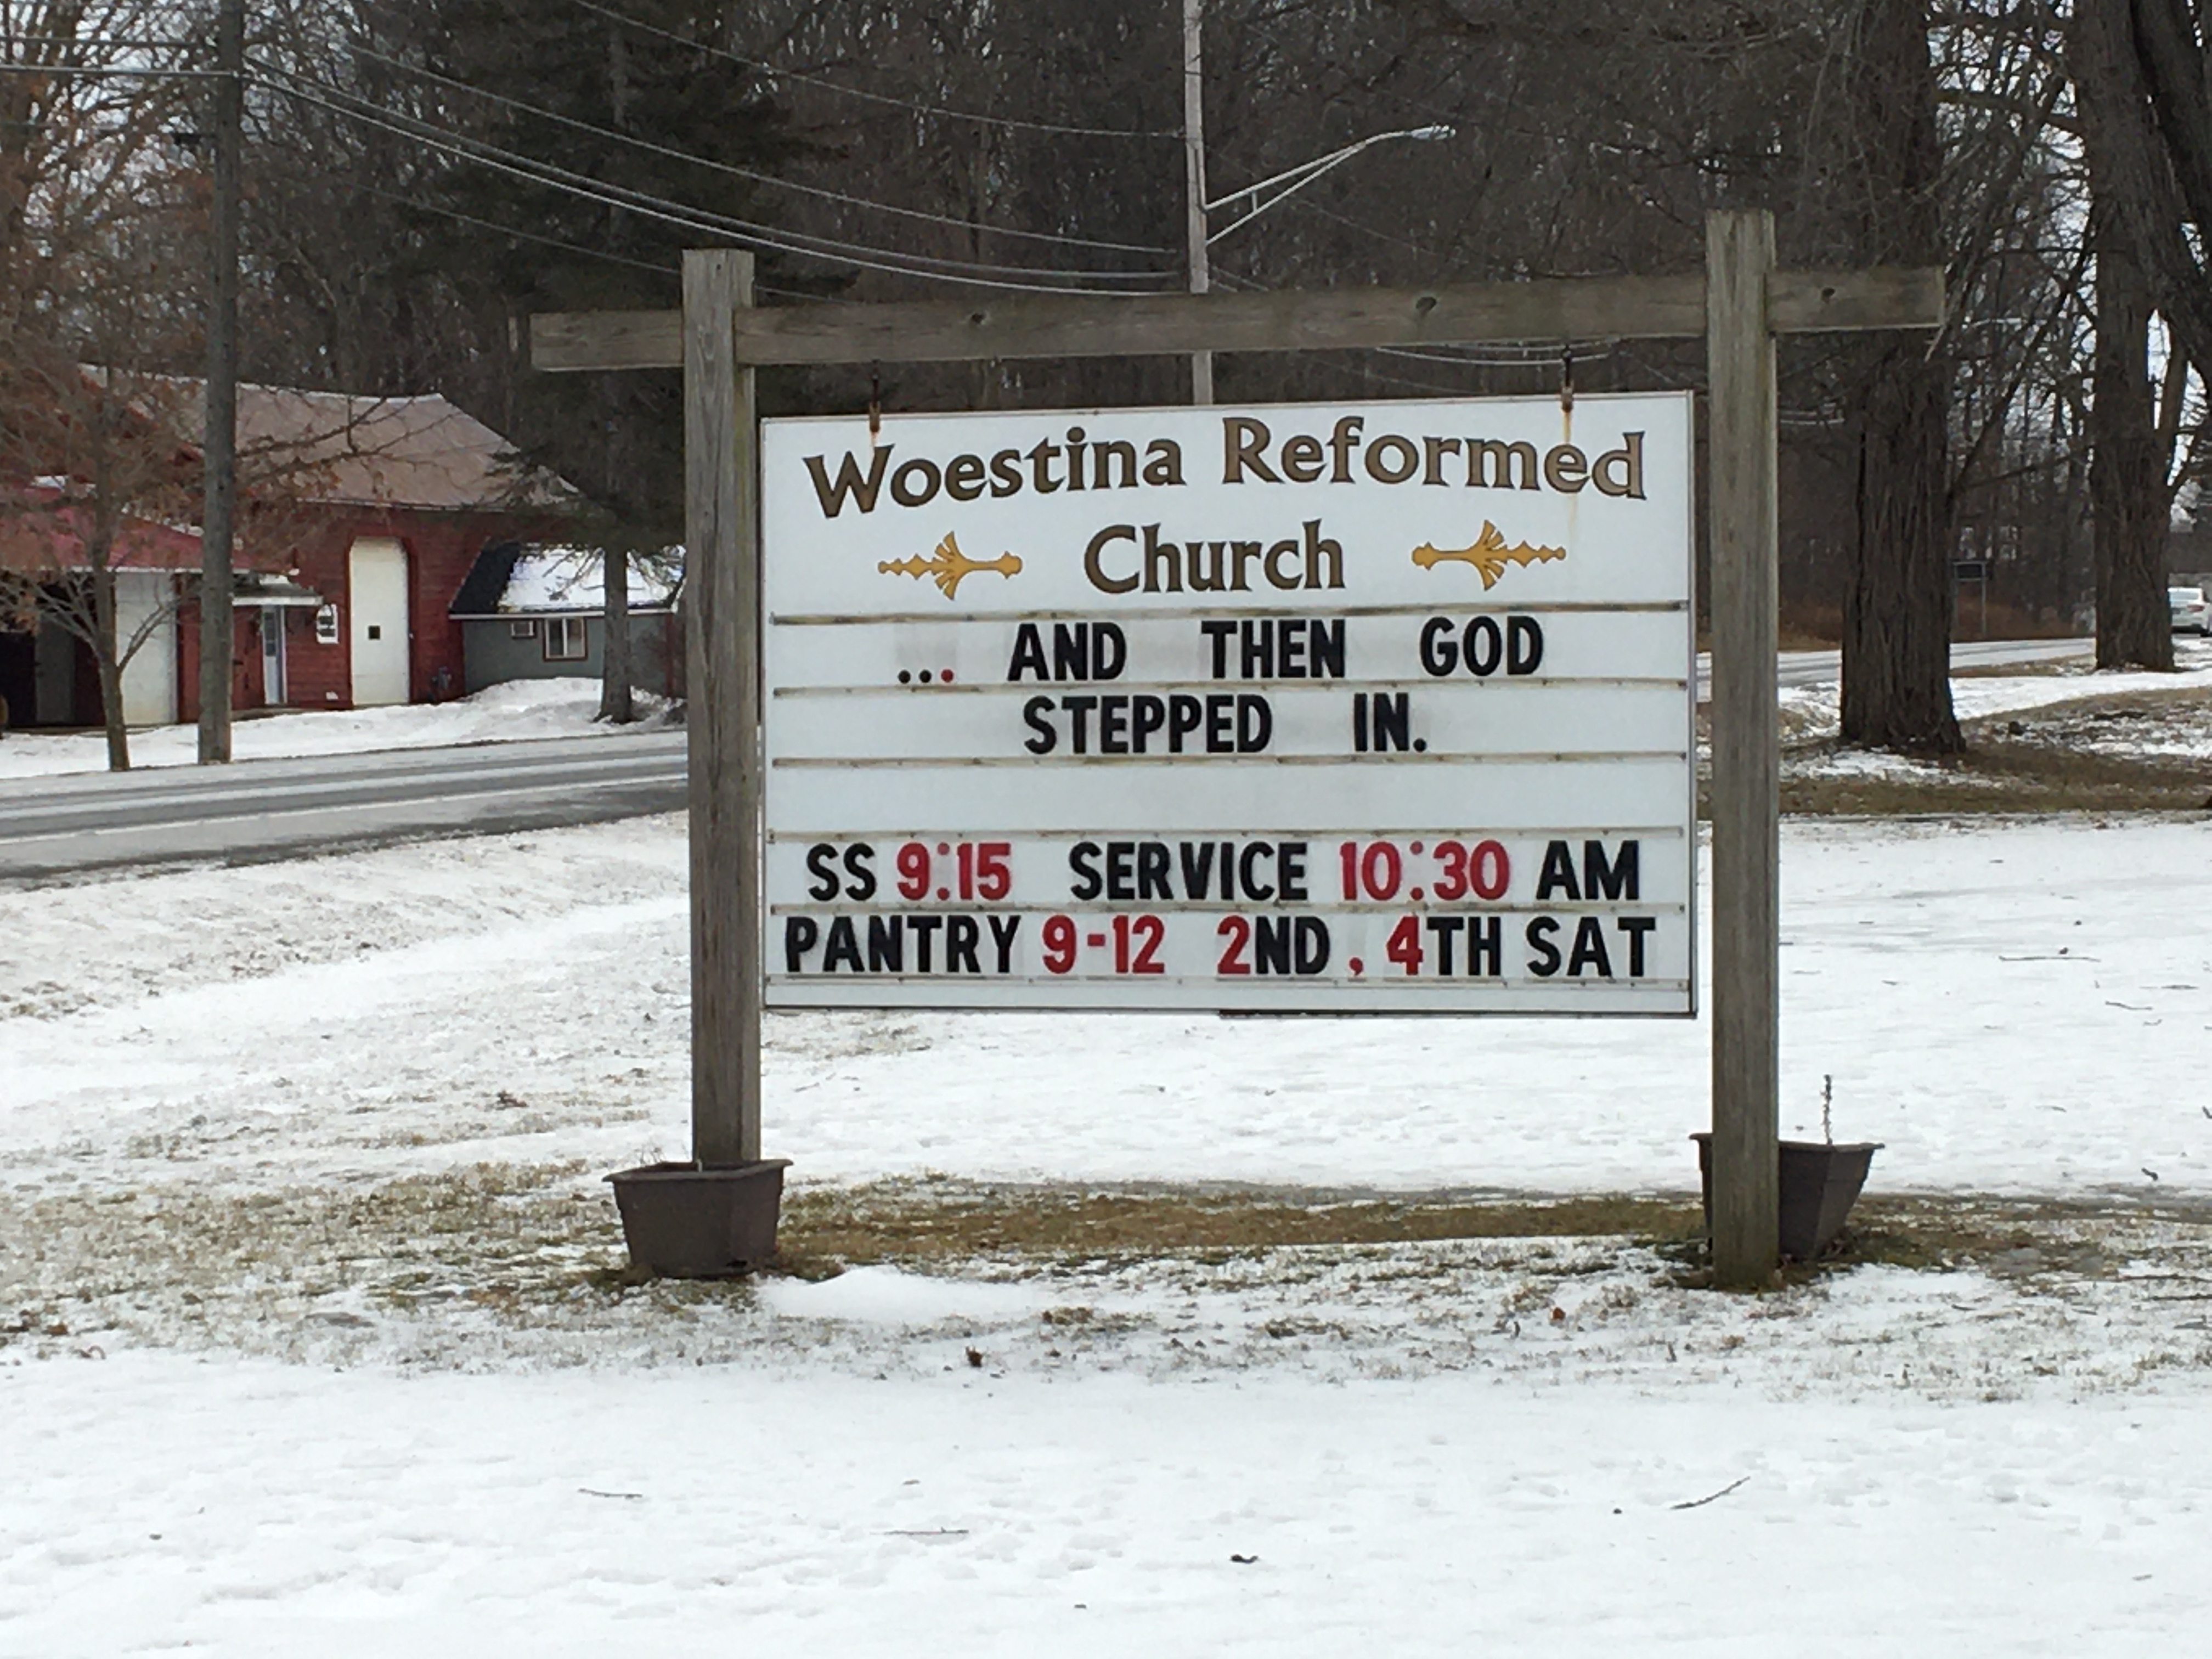 Woestina Reformed
Church
... AND THEN GOD
STEPPED IN.
SS 9:15 SERVICE 10:30 AM
PANTRY 9-12 2ND, 4TH SAT